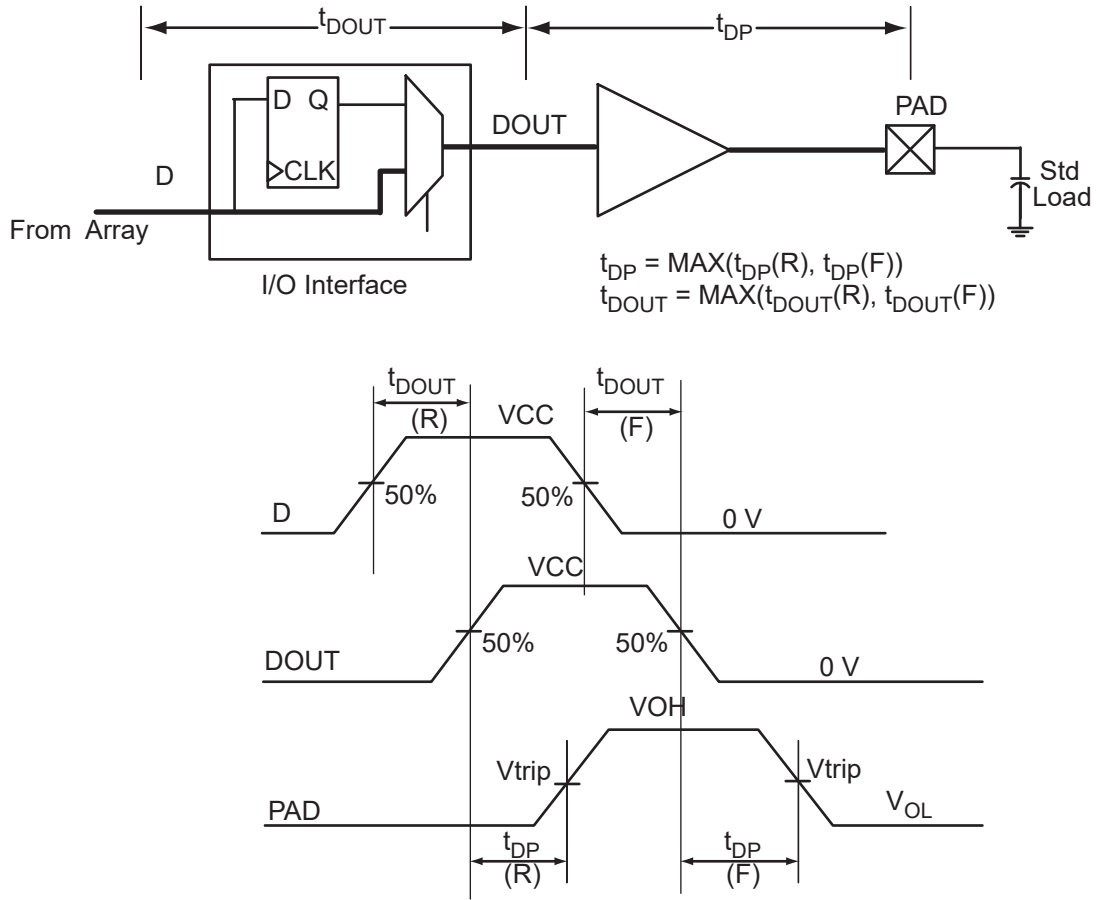 tDOUT
tDP
D Q
CLK
D
From Array
I/O Interface
DOUT
PAD
Std
Load
tDP = MAX(tDP(R), tDP(F))
tDOUT = MAX(tDOUT(R), tDOUT(F))
tDOUT
(R)
VCC
tDOUT
(F)
50%
50%
D
0 V
VCC
50%
50%
DOUT
0 V
VOH
Vtrip
Vtrip
PAD
VOL
tDP
(R)
tDP
(F)